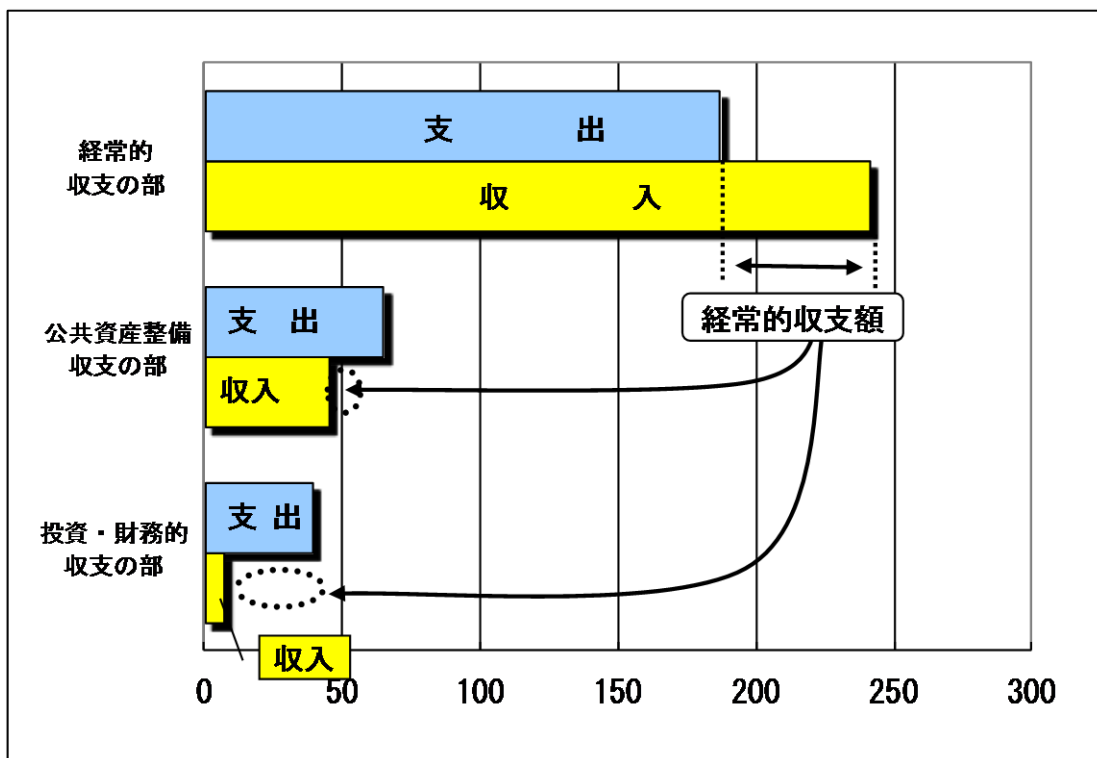 経常的
収支の部
支 出
収 入
経常的収支額
公共資産整備
収支の部
支 出
収入
投資・財務的
収支の部
支 出
収入
0 50 100 150 200 250 300